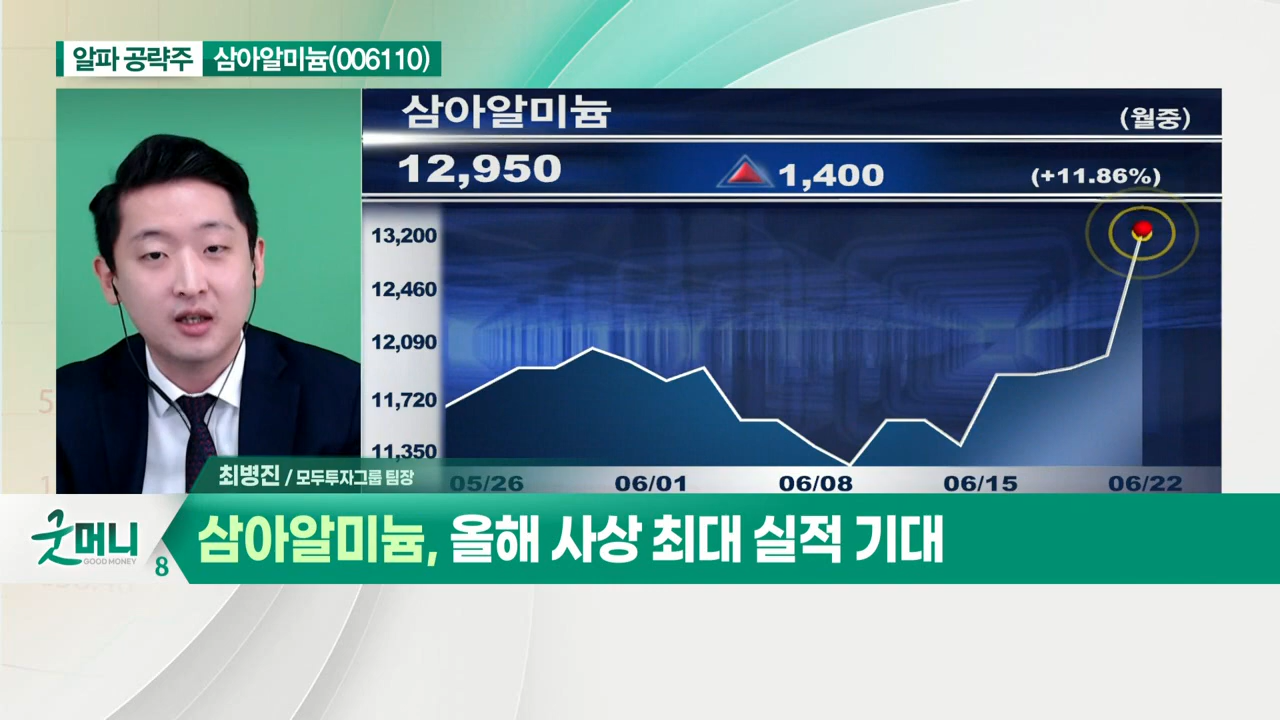 알파 공략주 삼아알미늄(006110)
삼아알미늄 (월중)
12,950 1,400 (+11.86%)
13,200
12,460
12,090
11,720
11,350
05/26 06/01 06/08 06/15 06/22
최병진 / 모두투자그룹 팀장
굿머니 GOOD MONEY 8
삼아알미늄, 올해 사상 최대 실적 기대